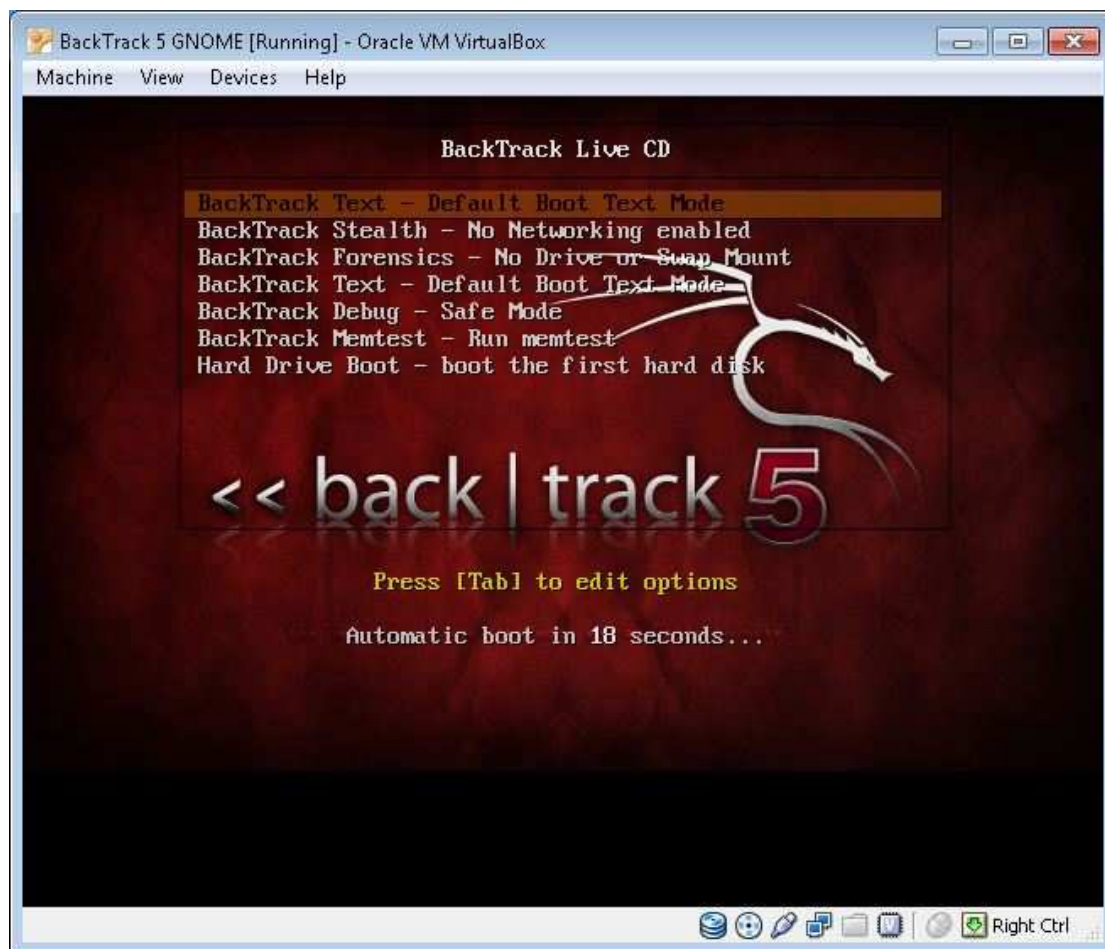 BackTrack 5 GNOME [Running] - Oracle VM VirtualBox
Machine View Devices Help
BackTrack Live CD
BackTrack Text - Default Boot Text Mode
BackTrack Stealth - No Networking enabled
BackTrack Forensics - No Drive or Swap Mount
BackTrack Text - Default Boot Text Mode
BackTrack Debug - Safe Mode
BackTrack Memtest - Run memtest
Hard Drive Boot - boot the first hard disk
<< back | track 5
Press [Tab] to edit options
Automatic boot in 18 seconds...
Right Ctrl